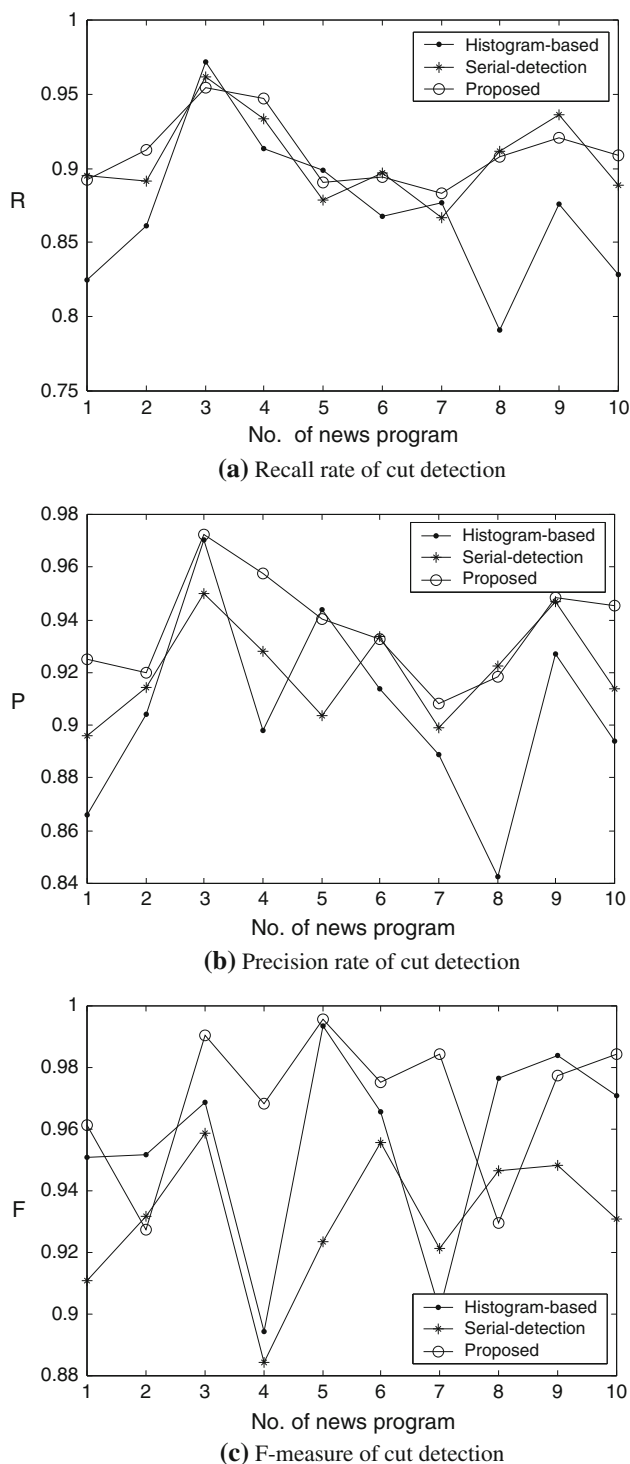 1
0.95
0.9
0.85
0.8
0.75
R
Histogram-based
Serial-detection
Proposed
1 2 3 4 5 6 7 8 9 10
No. of news program
(a) Recall rate of cut detection
0.98
0.96
0.94
0.92
0.9
0.88
0.86
0.84
P
Histogram-based
Serial-detection
Proposed
1 2 3 4 5 6 7 8 9 10
No. of news program
(b) Precision rate of cut detection
1
0.98
0.96
0.94
0.92
0.9
0.88
F
Histogram-based
Serial-detection
Proposed
1 2 3 4 5 6 7 8 9 10
No. of news program
(c) F-measure of cut detection